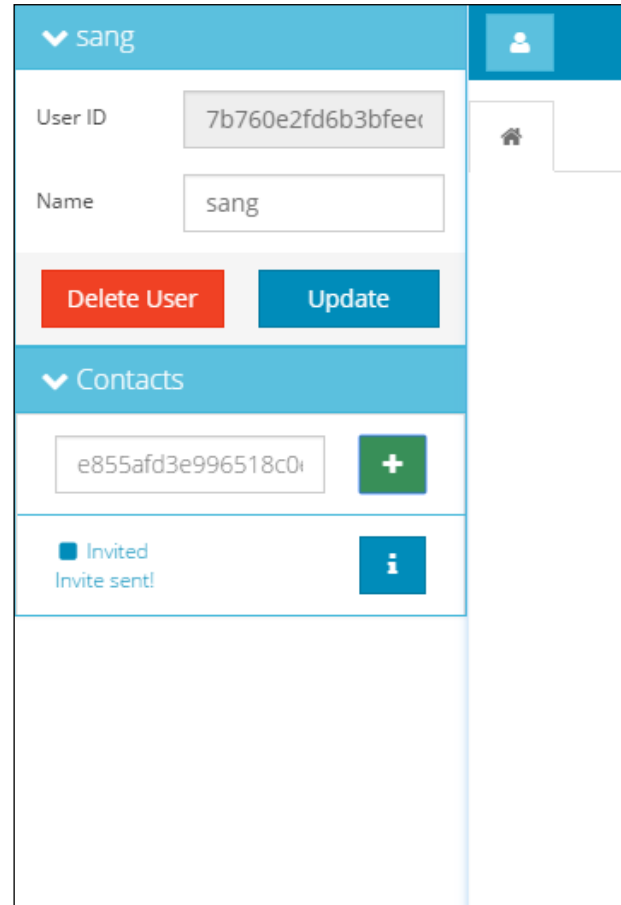 sang
User ID
7b760e2fd6b3bfee
Name
sang
Delete User
Update
Contacts
e855afd3e996518c0
Invited
Invite sent!